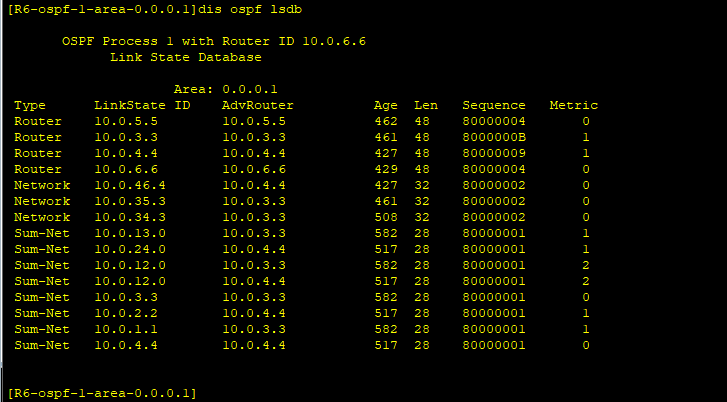 [R6-ospf-1-area-0.0.0.1]dis ospf lsdb
OSPF Process 1 with Router ID 10.0.6.6
Link State Database
Area: 0.0.0.1
Type LinkState ID AdvRouter Age Len Sequence Metric
Router 10.0.5.5 10.0.5.5 462 48 80000004 0
Router 10.0.3.3 10.0.3.3 461 48 8000000B 1
Router 10.0.4.4 10.0.4.4 427 48 80000009 1
Router 10.0.6.6 10.0.6.6 429 48 80000004 0
Network 10.0.46.4 10.0.4.4 427 32 80000002 0
Network 10.0.35.3 10.0.3.3 461 32 80000002 0
Network 10.0.34.3 10.0.3.3 508 32 80000002 0
Sum-Net 10.0.13.0 10.0.3.3 582 28 80000001 1
Sum-Net 10.0.24.0 10.0.4.4 517 28 80000001 1
Sum-Net 10.0.12.0 10.0.3.3 582 28 80000001 2
Sum-Net 10.0.12.0 10.0.4.4 517 28 80000001 2
Sum-Net 10.0.3.3 10.0.3.3 582 28 80000001 0
Sum-Net 10.0.2.2 10.0.4.4 517 28 80000001 1
Sum-Net 10.0.1.1 10.0.3.3 582 28 80000001 1
Sum-Net 10.0.4.4 10.0.4.4 517 28 80000001 0
[R6-ospf-1-area-0.0.0.1]